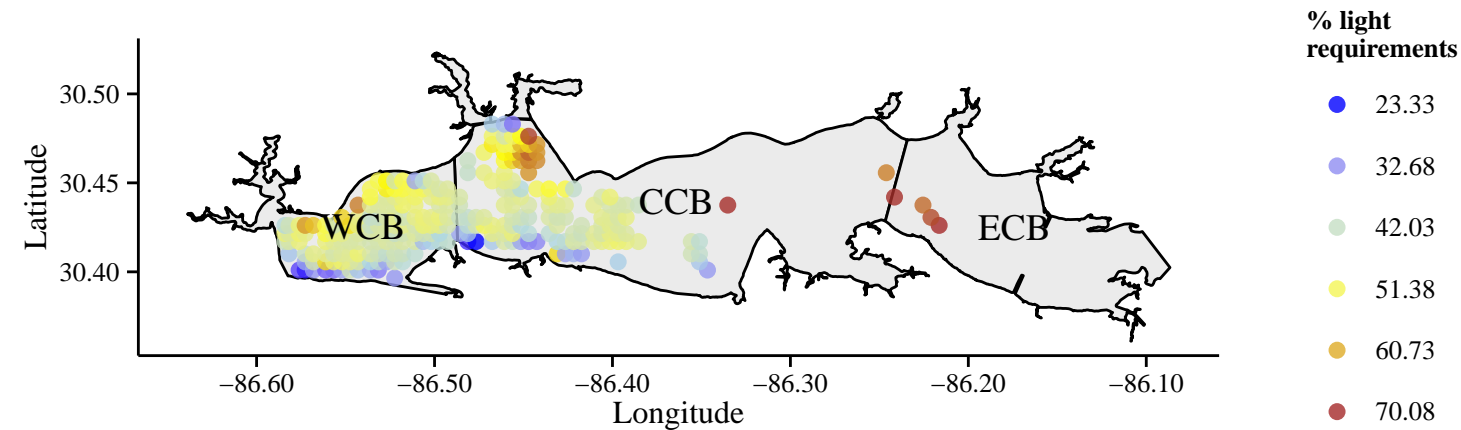 % light
requirements
23.33
32.68
42.03
51.38
60.73
70.08
Latitude
30.50
30.45
30.40
WCB
CCB
ECB
−86.60
−86.50
−86.40
−86.30
−86.20
−86.10
Longitude